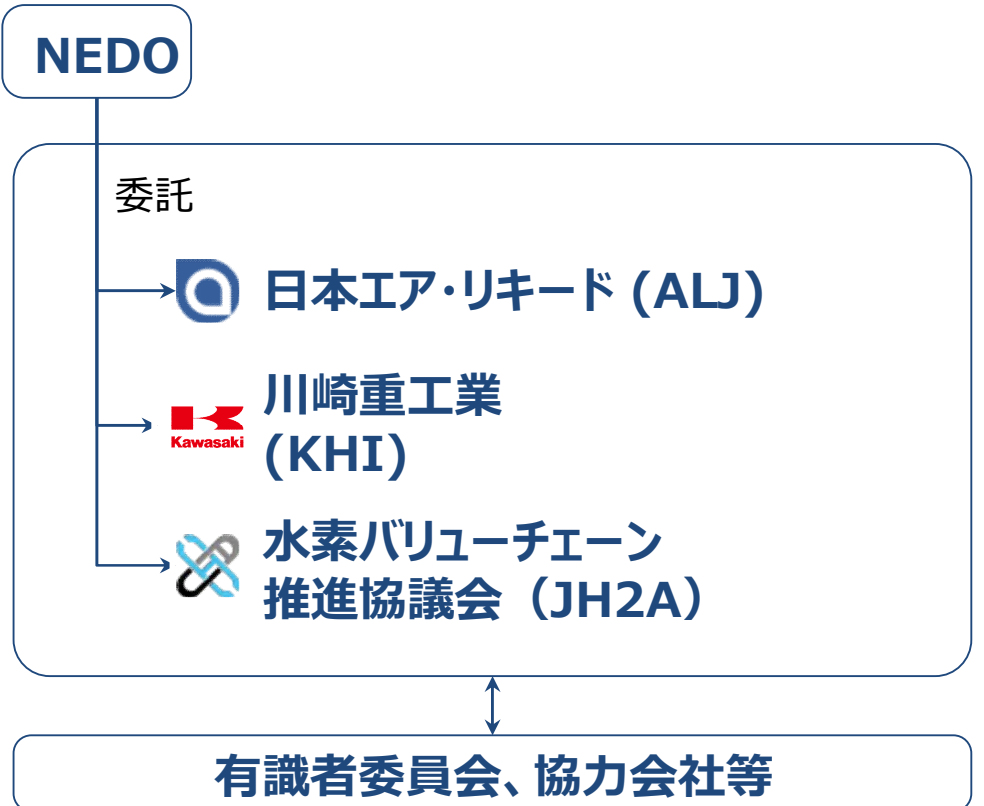 NEDO
委託
日本エア・リキード (ALJ)
川崎重工業
(KHI)
Kawasaki
水素バリューチェーン
推進協議会（JH2A）
有識者委員会、協力会社等